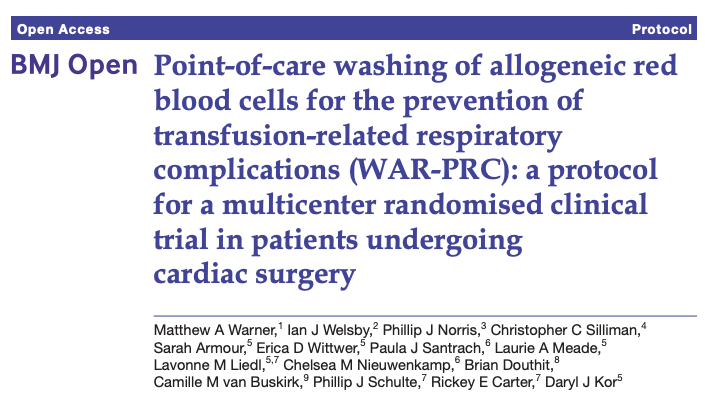 Open Access
Protocol
BMJ Open
Point-of-care washing of allogeneic red
blood cells for the prevention of
transfusion-related respiratory
complications (WAR-PRC): a protocol
for a multicenter randomised clinical
trial in patients undergoing
cardiac surgery
Matthew A Warner,1 Ian J Welsby,2 Phillip J Norris,3 Christopher C Silliman,4
Sarah Armour,5 Erica D Wittwer,5 Paula J Santrach,6 Laurie A Meade,5
Lavonne M Liedl,5,7 Chelsea M Nieuwenkamp,6 Brian Douthit,8
Camille M van Buskirk,9 Phillip J Schulte,7 Rickey E Carter,7 Daryl J Kor5